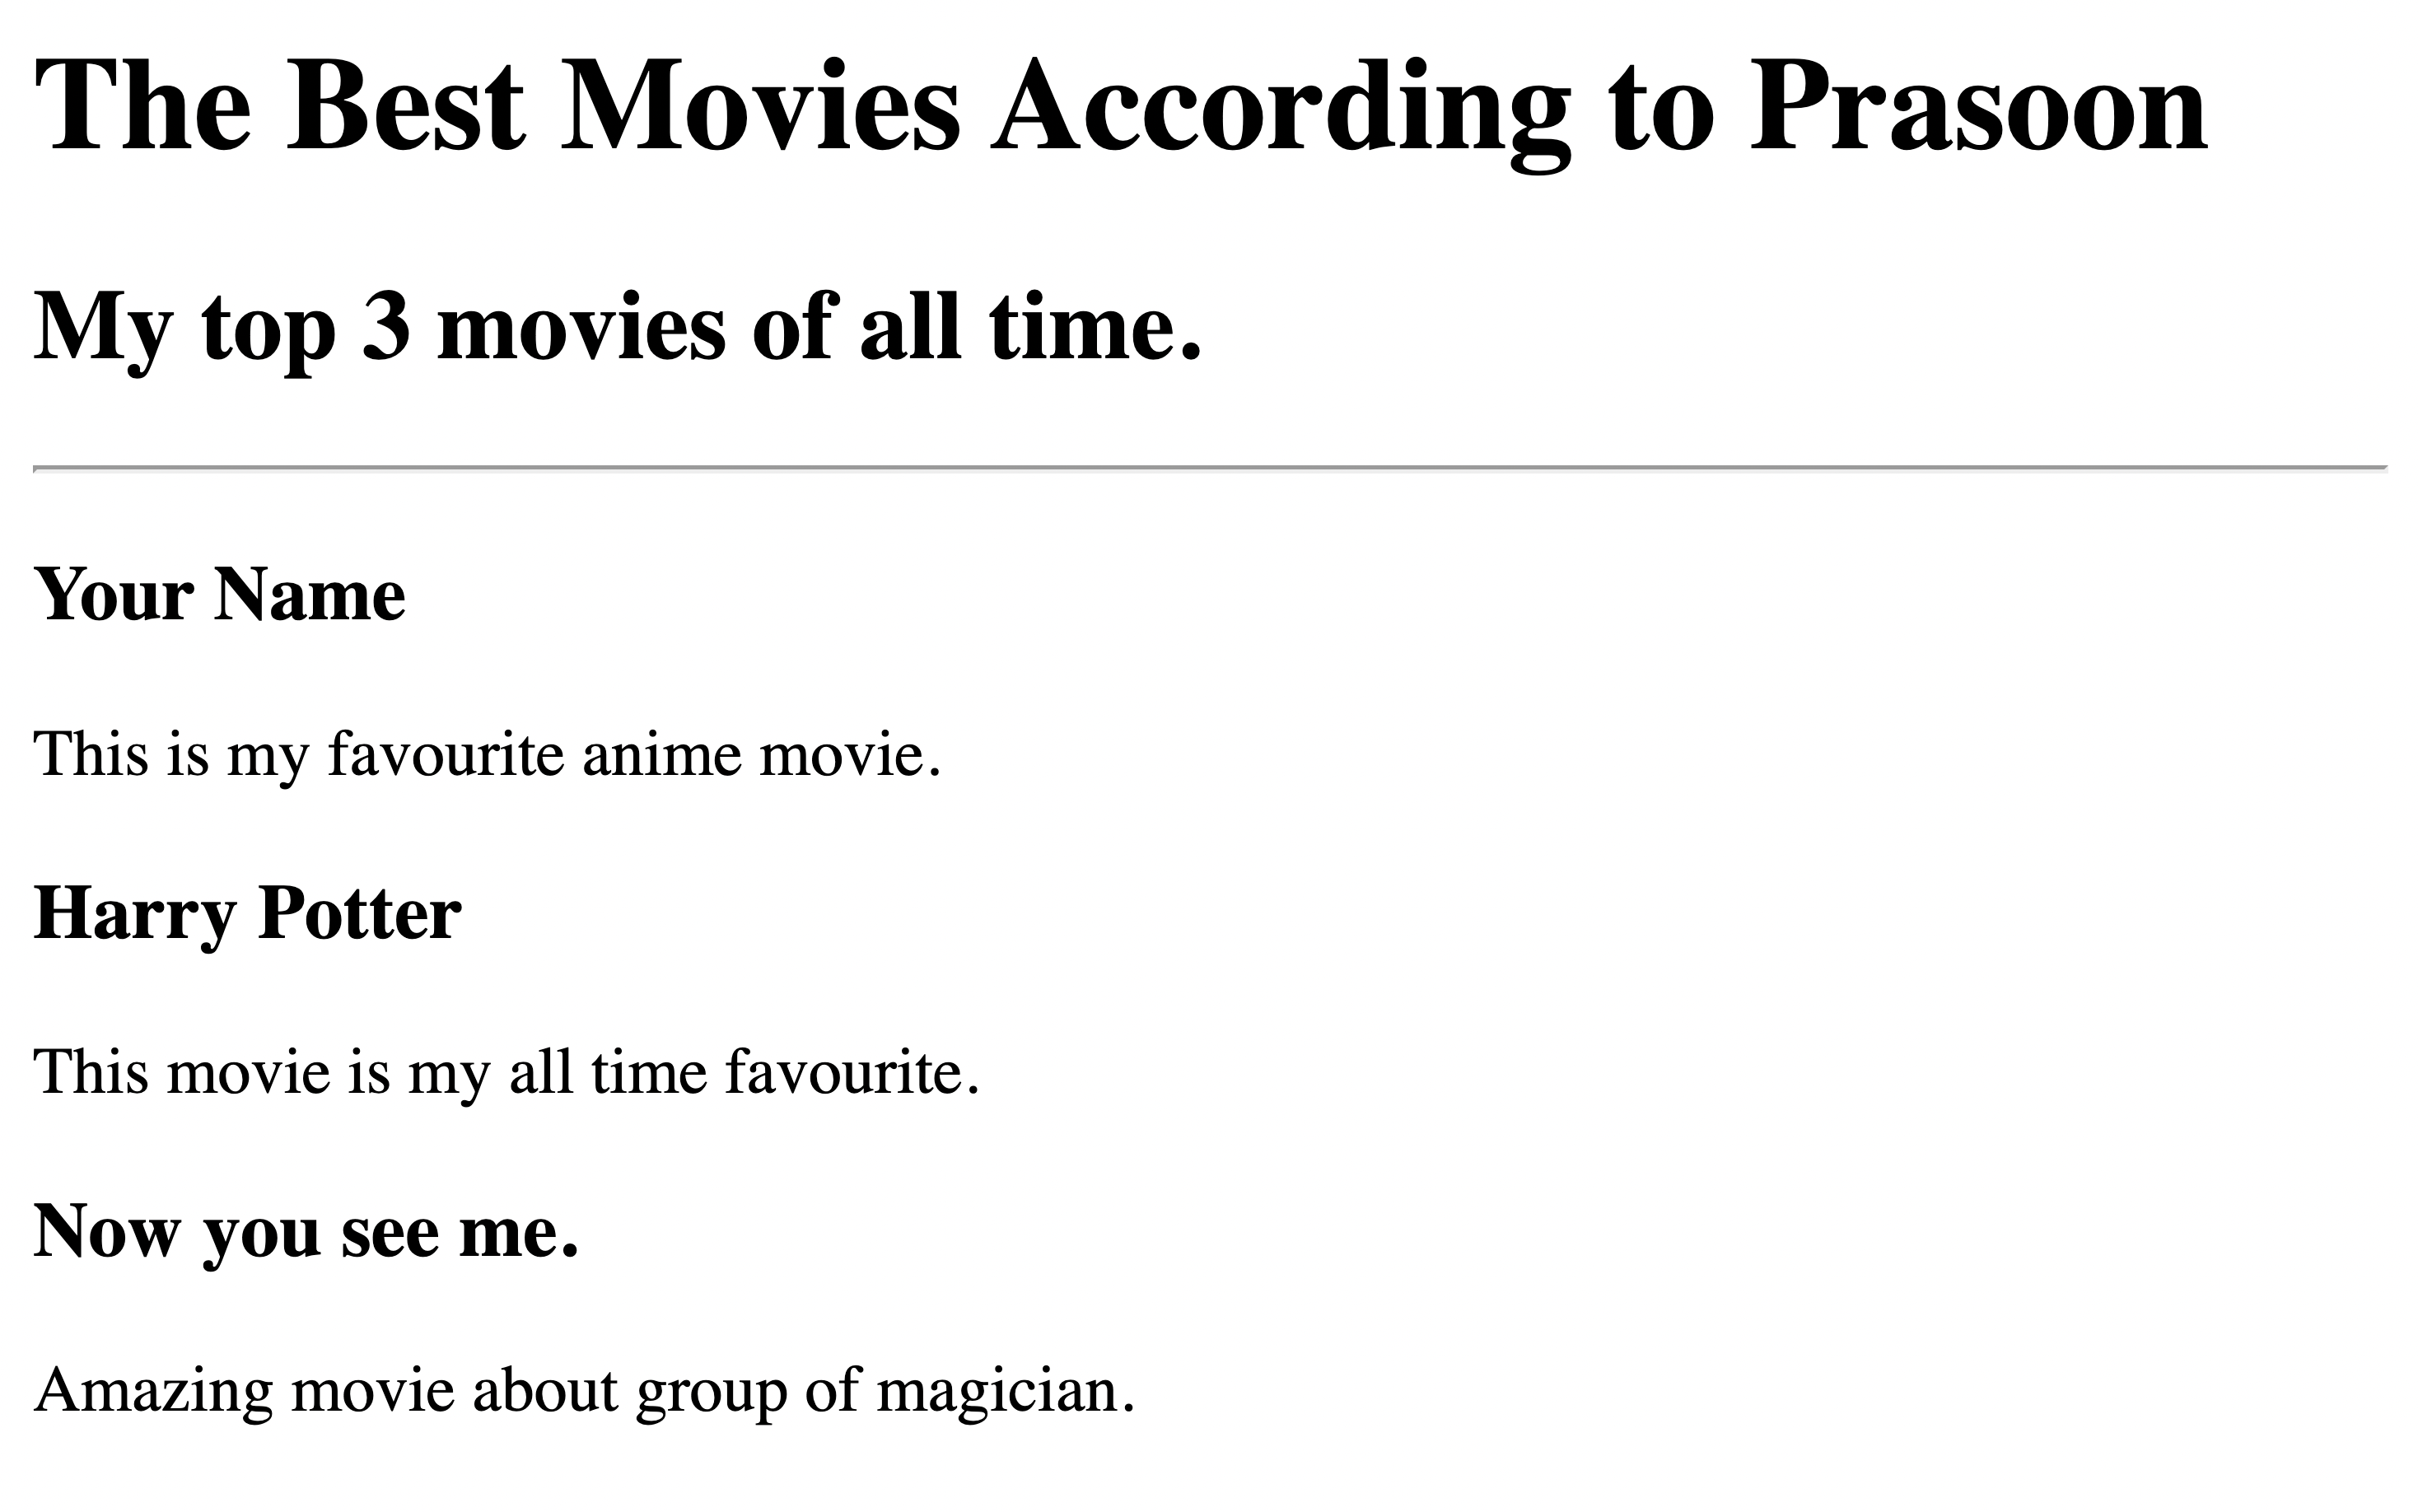 The Best Movies According to Prasoon
My top 3 movies of all time.
Your Name
This is my favourite anime movie.
Harry Potter
This movie is my all time favourite.
Now you see me.
Amazing movie about group of magician.